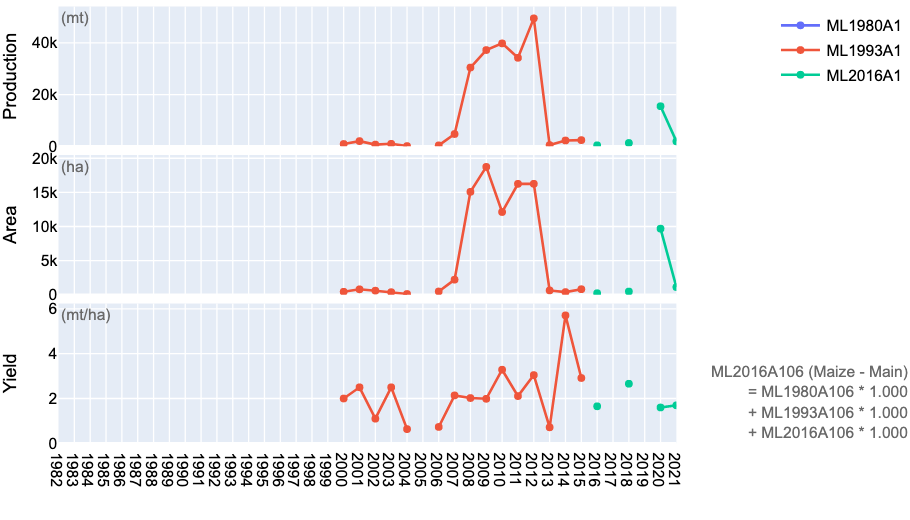 (mt)
Production
40k
20k
0
(ha)
Area
20k
15k
10k
5k
0
(mt/ha)
Yield
6
4
2
0
1982
1983
1984
1985
1986
1987
1988
1989
1990
1991
1992
1993
1994
1995
1996
1997
1998
1999
2000
2001
2002
2003
2004
2005
2006
2007
2008
2009
2010
2011
2012
2013
2014
2015
2016
2017
2018
2019
2020
2021
ML1980A1
ML1993A1
ML2016A1
ML2016A106 (Maize - Main)
= ML1980A106 * 1.000
+ ML1993A106 * 1.000
+ ML2016A106 * 1.000